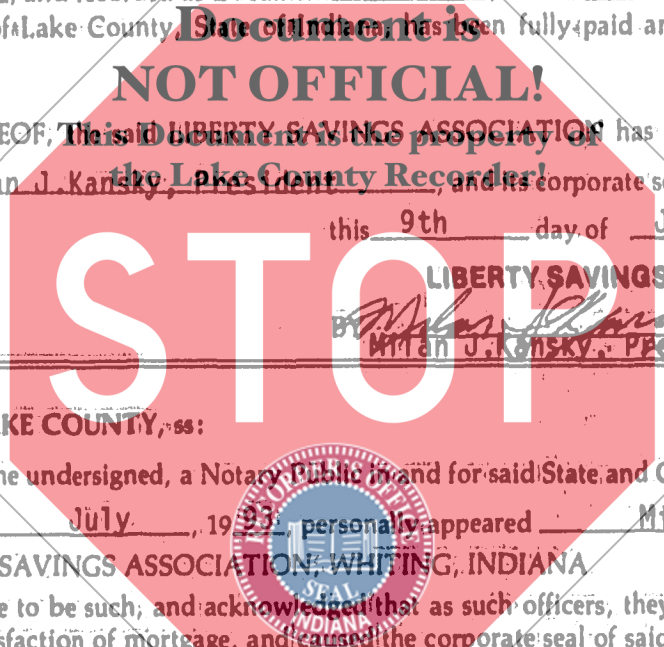 Document is
of Lake County, State of Indiana, has been fully paid an
NOT OFFICIAL!
EOF, The said LIBERTY SAVINGS ASSOCIATION has
This Document is the property of
the Lake County Recorder!
n J.Kansky, President, and its corporate s
this 9th day of J
STOP
LIBERTY SAVINGS
BY
Milan J.Kansky, Pre
KE COUNTY, ss:
he undersigned, a Notary Public in and for said State and C
July, 1993, personally appeared Mi
SAVINGS ASSOCIATION, WHITING, INDIANA
e to be such, and acknowledged that as such officers, they
sfaction of mortgage, and caused the corporate seal of said
RECORDER'S OFFICE
SEAL
INDIANA